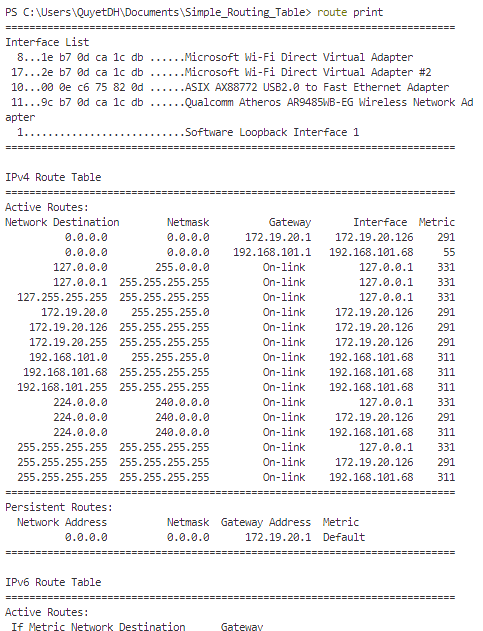 PS C:\Users\QuyetDH\Documents\Simple_Routing_Table> route print
===========================================================================
Interface List
  8...1e b7 0d ca 1c db ......Microsoft Wi-Fi Direct Virtual Adapter
 17...2e b7 0d ca 1c db ......Microsoft Wi-Fi Direct Virtual Adapter #2
 10...00 0e c6 75 82 0d ......ASIX AX88772 USB2.0 to Fast Ethernet Adapter
 11...9c b7 0d ca 1c db ......Qualcomm Atheros AR9485WB-EG Wireless Network Ad
apter
  1...........................Software Loopback Interface 1
===========================================================================
IPv4 Route Table
===========================================================================
Active Routes:
Network Destination        Netmask          Gateway       Interface  Metric
          0.0.0.0          0.0.0.0      172.19.20.1    172.19.20.126    291
          0.0.0.0          0.0.0.0    192.168.101.1   192.168.101.68     55
        127.0.0.0        255.0.0.0         On-link         127.0.0.1    331
        127.0.0.1  255.255.255.255         On-link         127.0.0.1    331
  127.255.255.255  255.255.255.255         On-link         127.0.0.1    331
      172.19.20.0    255.255.255.0         On-link     172.19.20.126    291
    172.19.20.126  255.255.255.255         On-link     172.19.20.126    291
    172.19.20.255  255.255.255.255         On-link     172.19.20.126    291
    192.168.101.0    255.255.255.0         On-link    192.168.101.68    311
   192.168.101.68  255.255.255.255         On-link    192.168.101.68    311
  192.168.101.255  255.255.255.255         On-link    192.168.101.68    311
        224.0.0.0        240.0.0.0         On-link         127.0.0.1    331
        224.0.0.0        240.0.0.0         On-link     172.19.20.126    291
        224.0.0.0        240.0.0.0         On-link    192.168.101.68    311
  255.255.255.255  255.255.255.255         On-link         127.0.0.1    331
  255.255.255.255  255.255.255.255         On-link     172.19.20.126    291
  255.255.255.255  255.255.255.255         On-link    192.168.101.68    311
===========================================================================
Persistent Routes:
  Network Address          Netmask  Gateway Address  Metric
          0.0.0.0          0.0.0.0      172.19.20.1  Default
===========================================================================
IPv6 Route Table
===========================================================================
Active Routes:
 If Metric Network Destination      Gateway